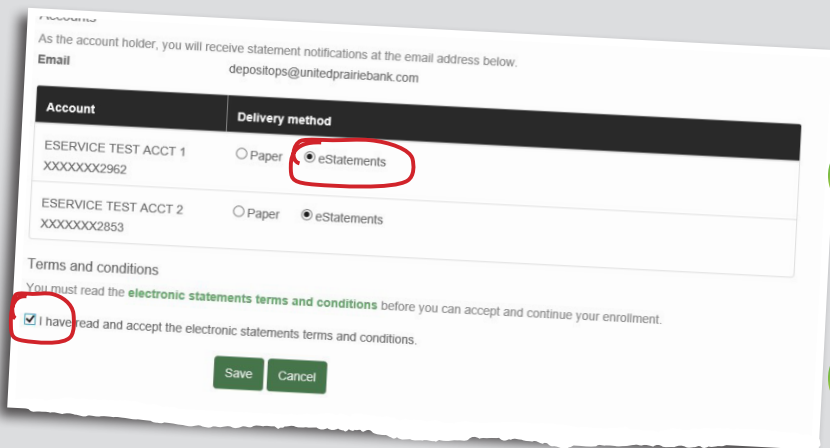 Accounts
As the account holder, you will receive statement notifications at the email address below.
Email depositops@unitedprairiebank.com
Account Delivery method
ESERVICE TEST ACCT 1 Paper eStatements
XXXXXXX2962
ESERVICE TEST ACCT 2 Paper eStatements
XXXXXXX2853
Terms and conditions
You must read the electronic statements terms and conditions before you can accept and continue your enrollment.
I have read and accept the electronic statements terms and conditions.
Save Cancel